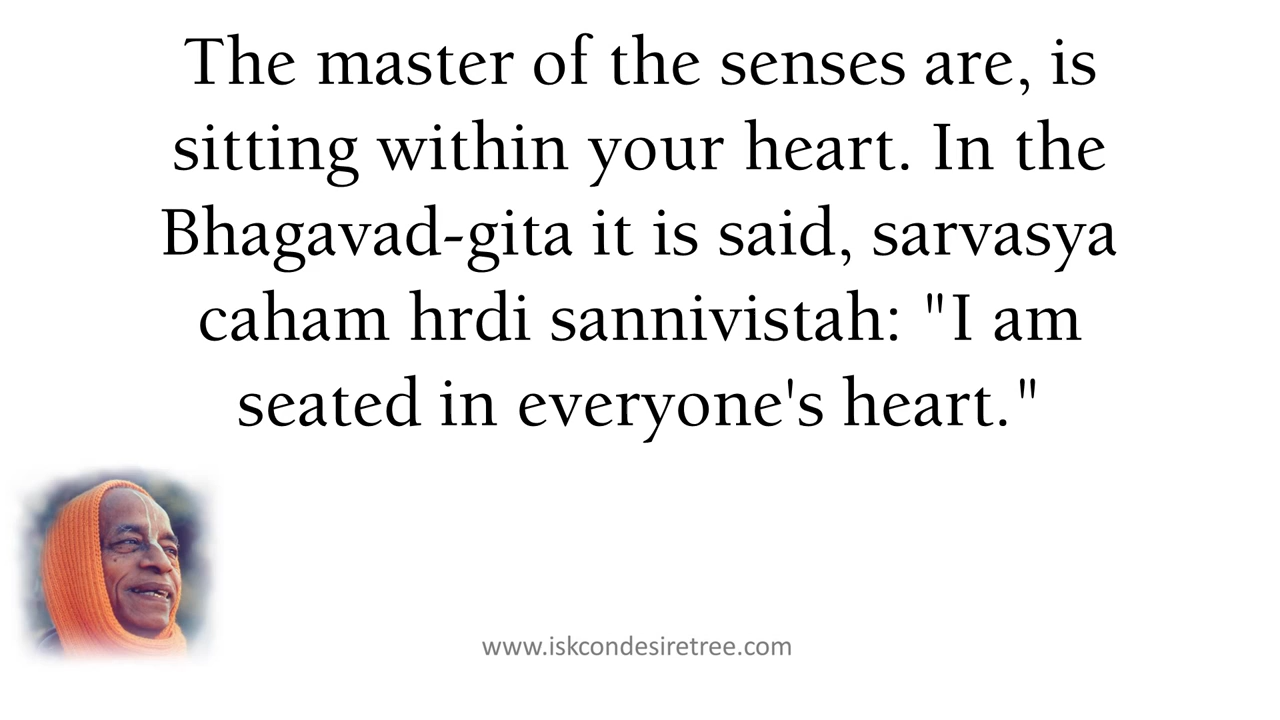 The master of the senses are, is
sitting within your heart. In the
Bhagavad-gita it is said, sarvasya
caham hrdi sannivistah: "I am
seated in everyone's heart."
www.iskcondesiretree.com